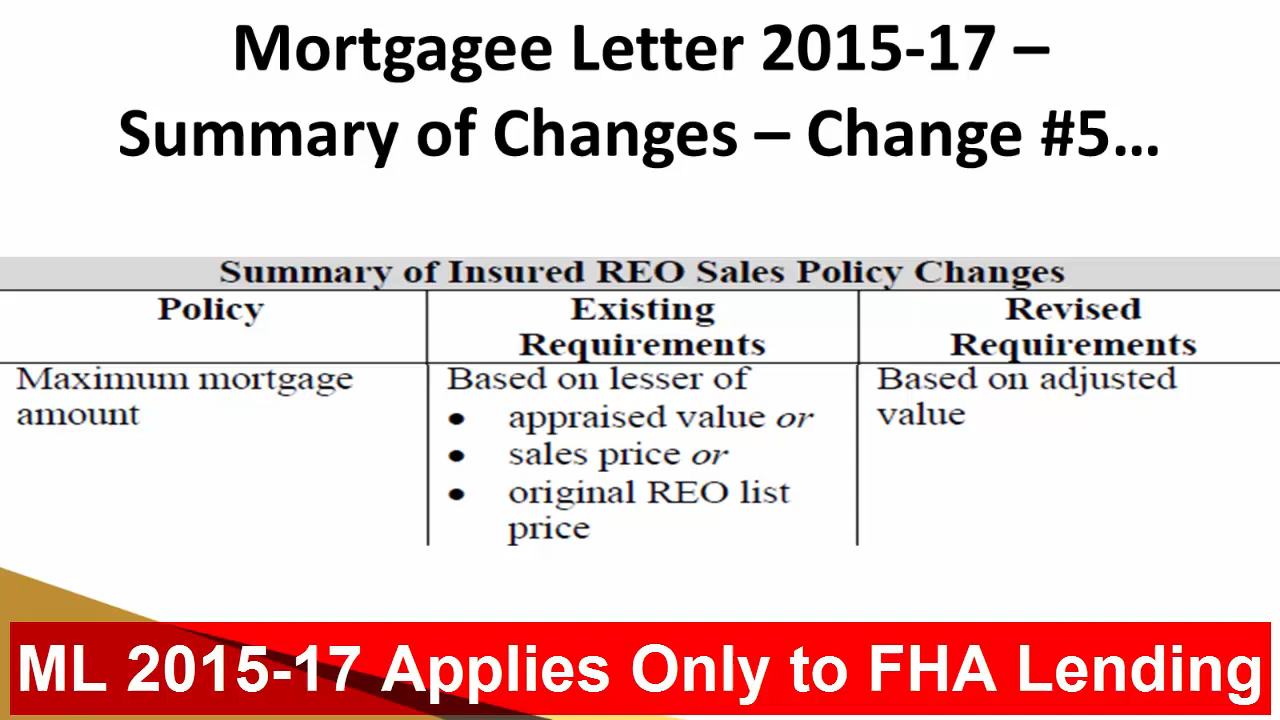 Mortgagee Letter 2015-17 –
Summary of Changes – Change #5…
Summary of Insured REO Sales Policy Changes
Policy
Existing
Requirements
Revised
Requirements
Maximum mortgage
amount
Based on lesser of
• appraised value or
• sales price or
• original REO list
price
Based on adjusted
value
ML 2015-17 Applies Only to FHA Lending